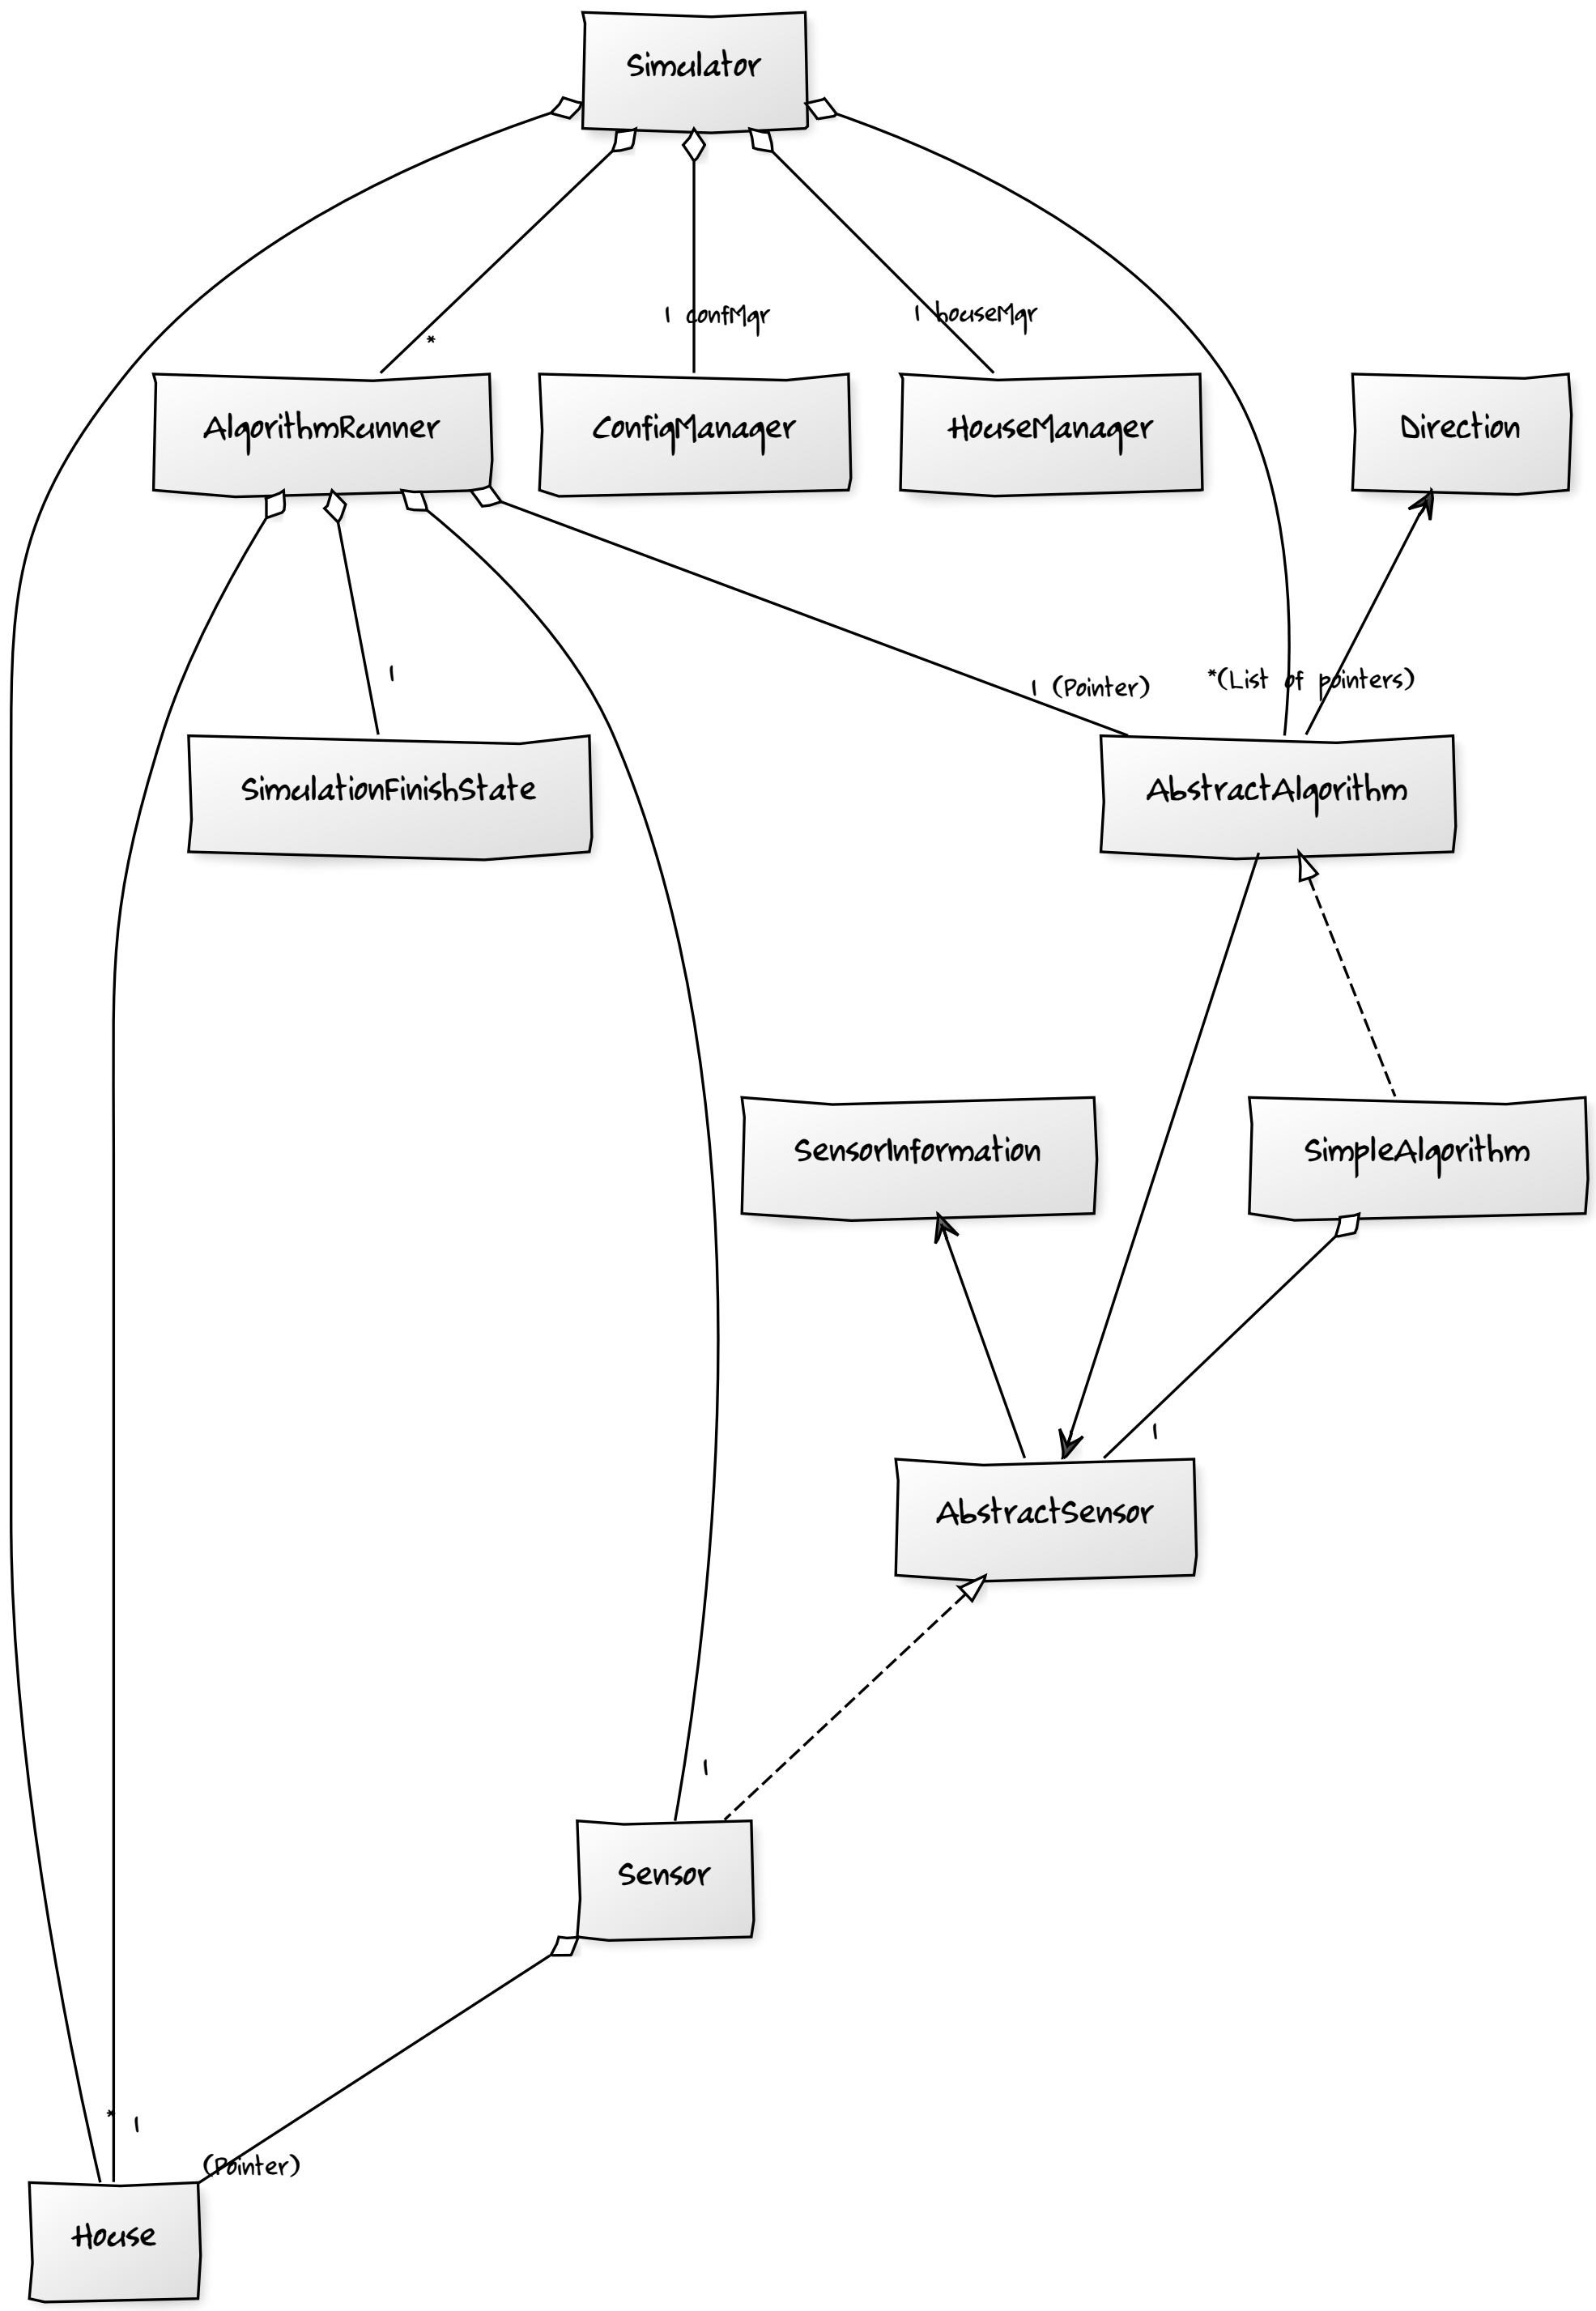 Simulator
1 confMgr
1 houseMgr
*
AlgorithmRunner
ConfigManager
HouseManager
Direction
1
1 (Pointer)
*(List of pointers)
SimulationFinishState
AbstractAlgorithm
SensorInformation
SimpleAlgorithm
1
AbstractSensor
1
Sensor
*
1
(Pointer)
House